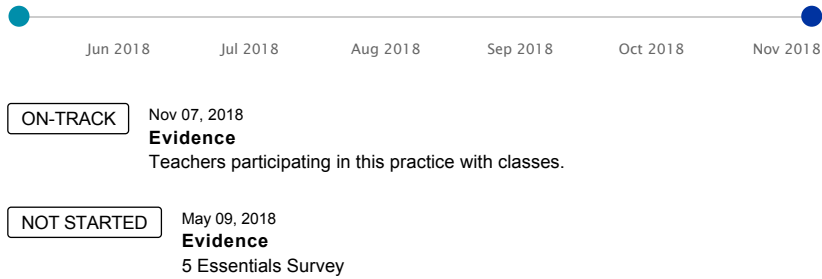 Jun 2018 Jul 2018 Aug 2018 Sep 2018 Oct 2018 Nov 2018
ON-TRACK Nov 07, 2018
Evidence
Teachers participating in this practice with classes.
NOT STARTED May 09, 2018
Evidence
5 Essentials Survey